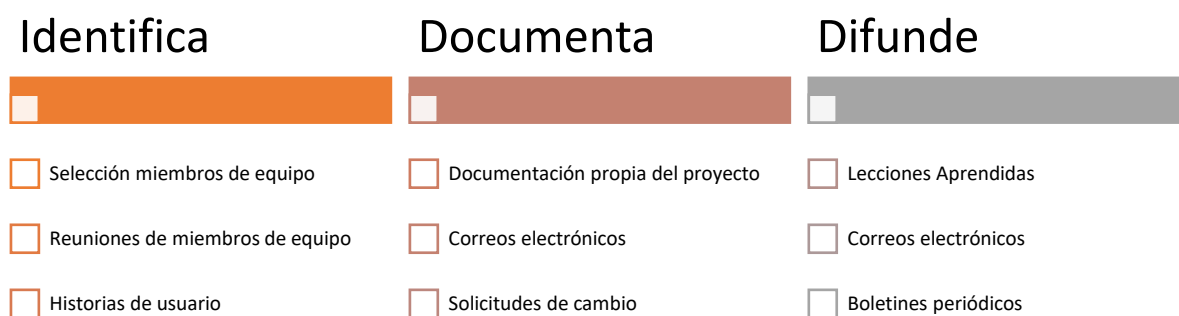 Identifica
Selección miembros de equipo
Reuniones de miembros de equipo
Historias de usuario
Documenta
Documentación propia del proyecto
Correos electrónicos
Solicitudes de cambio
Difunde
Lecciones Aprendidas
Correos electrónicos
Boletines periódicos